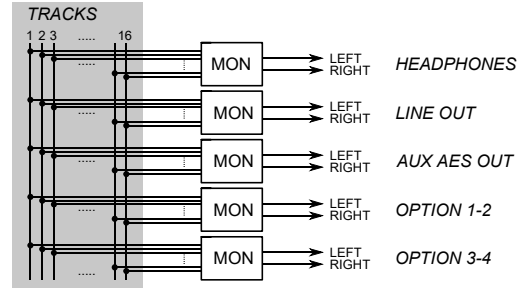 TRACKS
1 2 3 ..... 16
..... MON LEFT RIGHT HEADPHONES
..... MON LEFT RIGHT LINE OUT
..... MON LEFT RIGHT AUX AES OUT
..... MON LEFT RIGHT OPTION 1-2
..... MON LEFT RIGHT OPTION 3-4